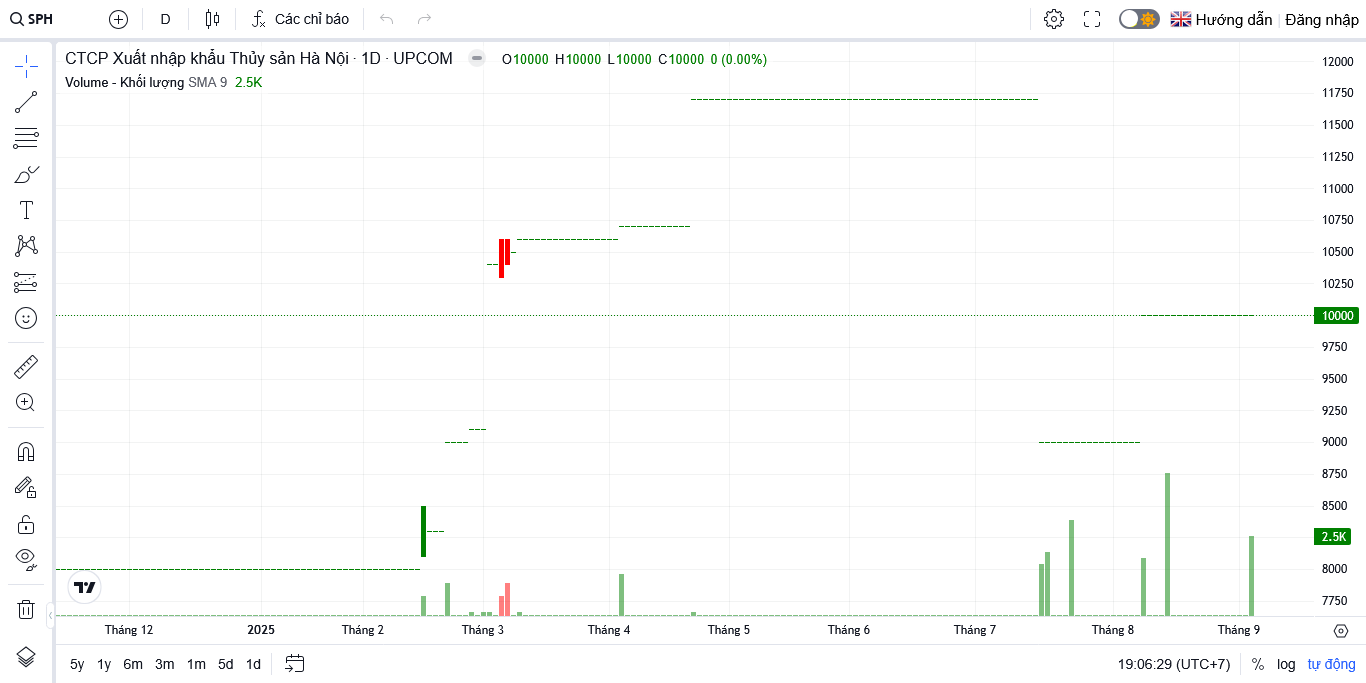 SPH D Các chỉ báo Hướng dẫn Đăng nhập
CTCP Xuất nhập khẩu Thủy sản Hà Nội · 1D · UPCOM O10000 H10000 L10000 C10000 0 (0.00%)
Volume - Khối lượng SMA 9 2.5K
12000
11750
11500
11250
11000
10750
10500
10250
10000
9750
9500
9250
9000
8750
8500
2.5K
8000
7750
Tháng 12 2025 Tháng 2 Tháng 3 Tháng 4 Tháng 5 Tháng 6 Tháng 7 Tháng 8 Tháng 9
5y 1y 6m 3m 1m 5d 1d 19:06:29 (UTC+7) % log tự động